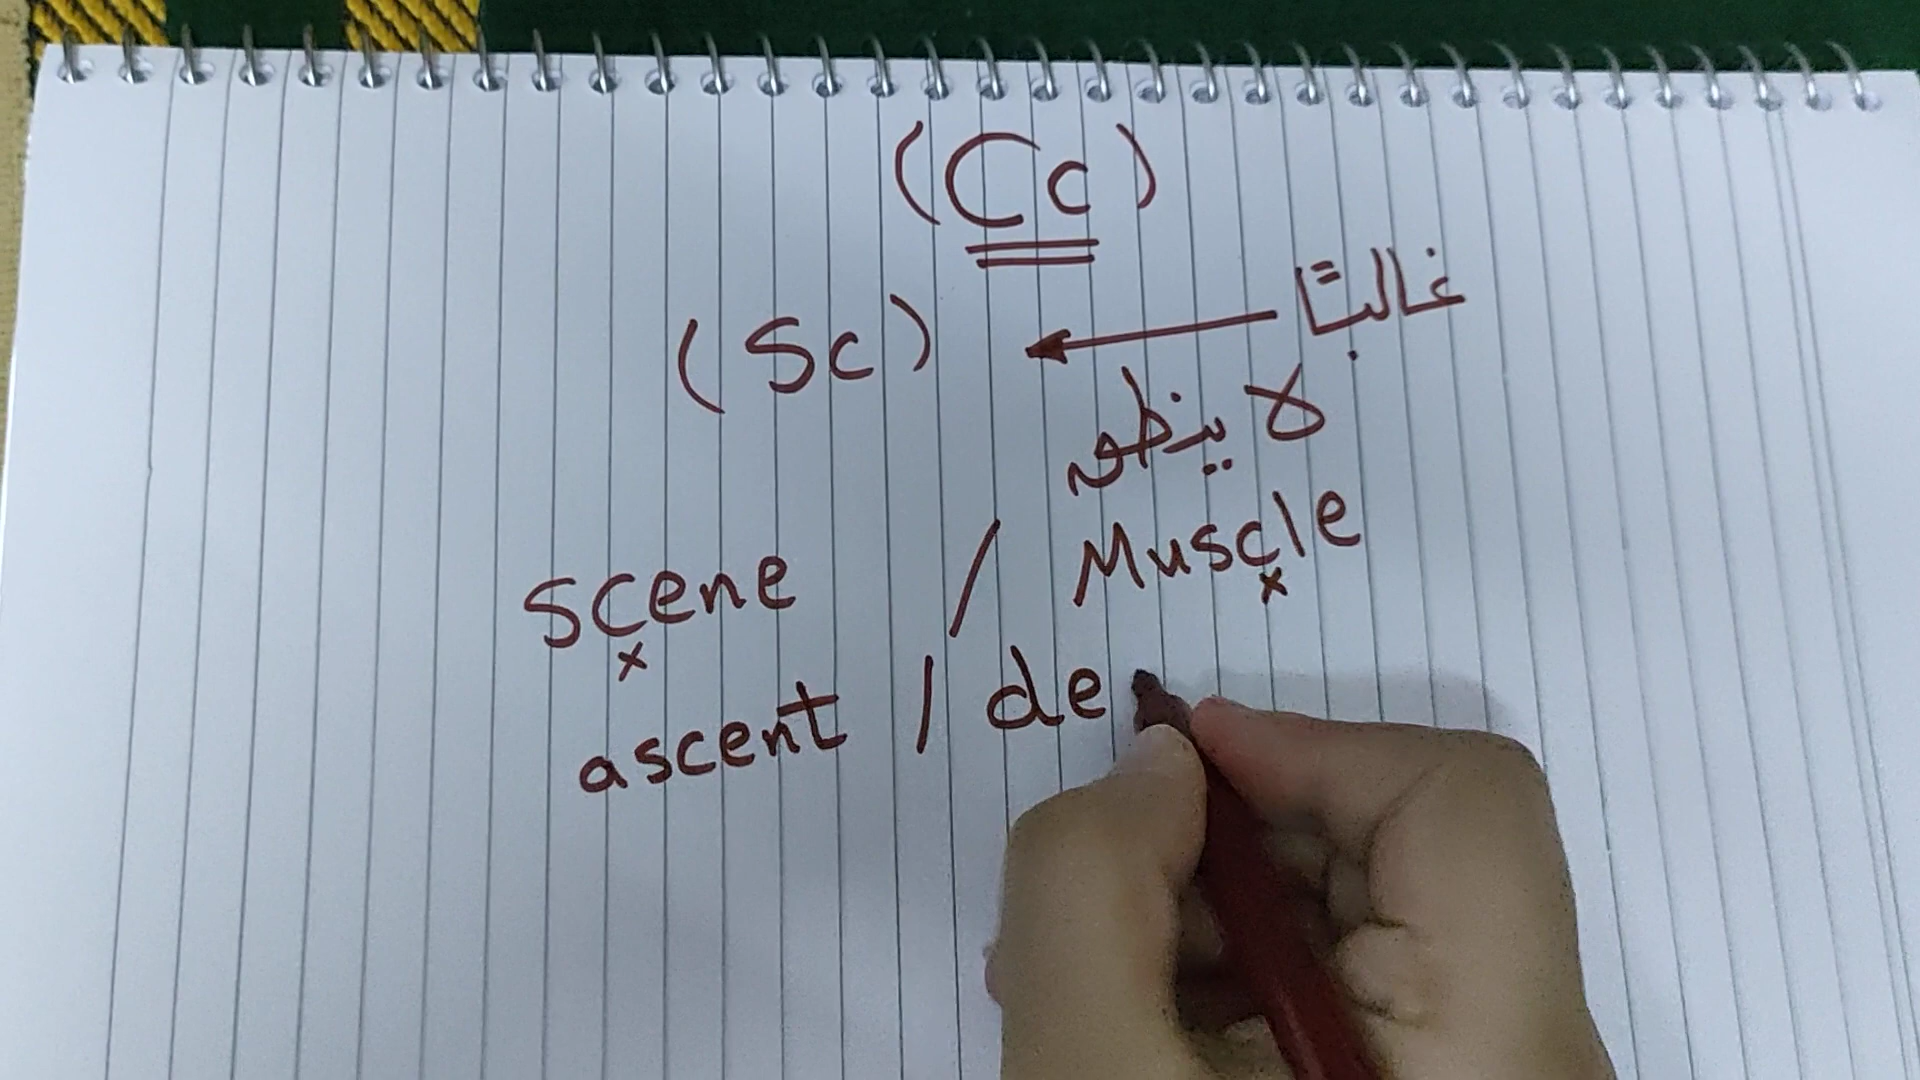 (Cc)
(Sc) ← غالبًا
لا ينطق
Scene / Muscle
x x
ascent / de